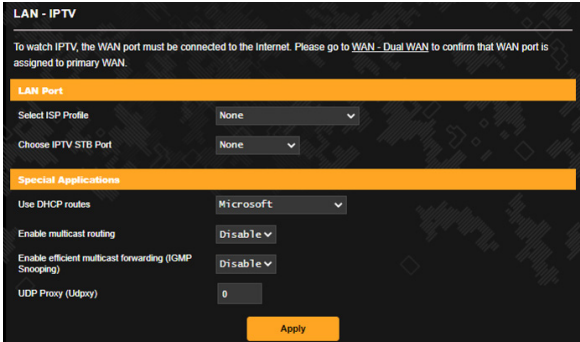 LAN - IPTV
To watch IPTV, the WAN port must be connected to the Internet. Please go to WAN - Dual WAN to confirm that WAN port is
assigned to primary WAN.
LAN Port
Select ISP Profile None
Choose IPTV STB Port None
Special Applications
Use DHCP routes Microsoft
Enable multicast routing Disable
Enable efficient multicast forwarding (IGMP
Snooping) Disable
UDP Proxy (Udpxy) 0
Apply